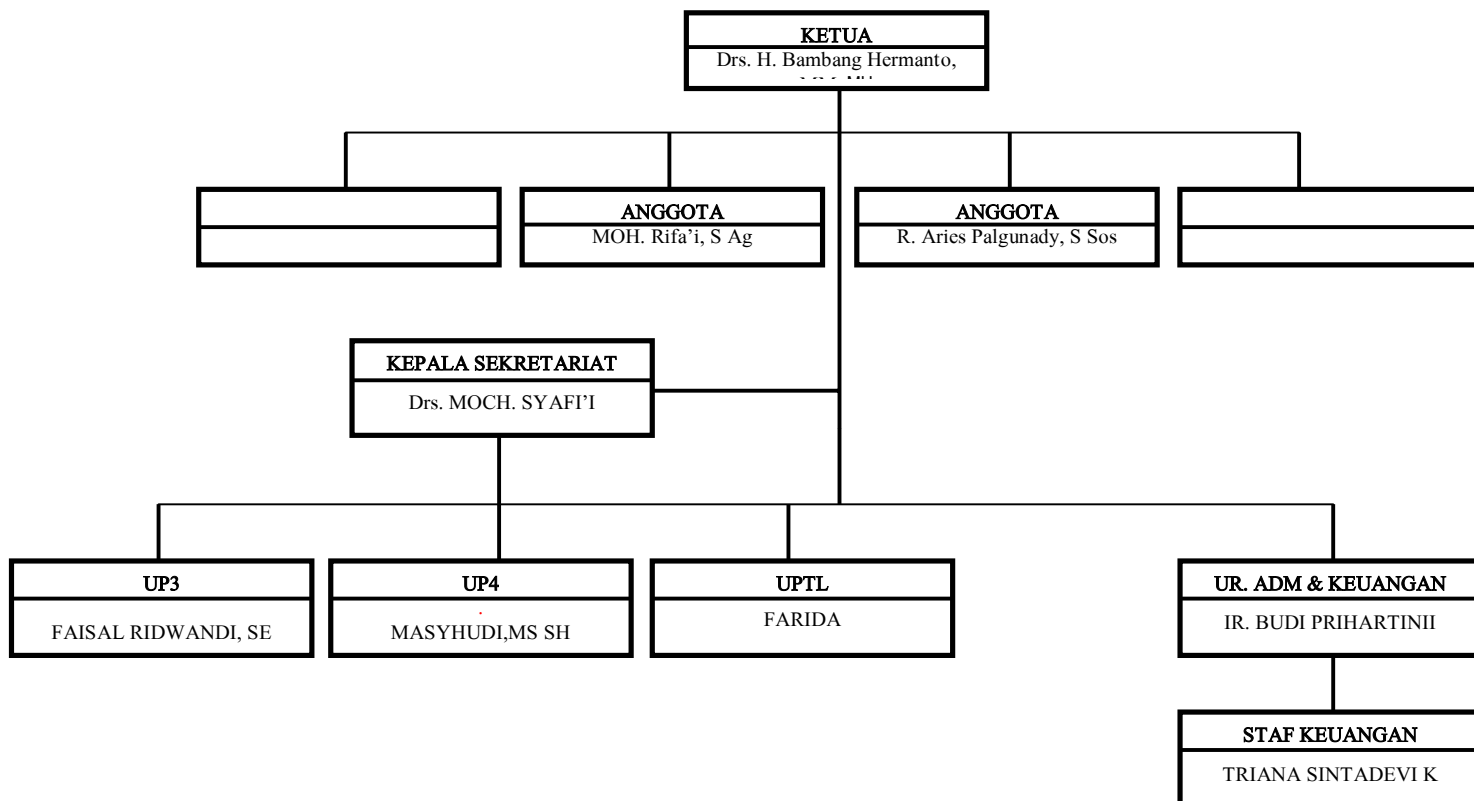 KETUA
Drs. H. Bambang Hermanto,
ANGGOTA
MOH. Rifa’i, S Ag
ANGGOTA
R. Aries Palgunady, S Sos
KEPALA SEKRETARIAT
Drs. MOCH. SYAFI’I
UP3
FAISAL RIDWANDI, SE
UP4
MASYHUDI,MS SH
UPTL
FARIDA
UR. ADM & KEUANGAN
IR. BUDI PRIHARTINII
STAF KEUANGAN
TRIANA SINTADEVI K